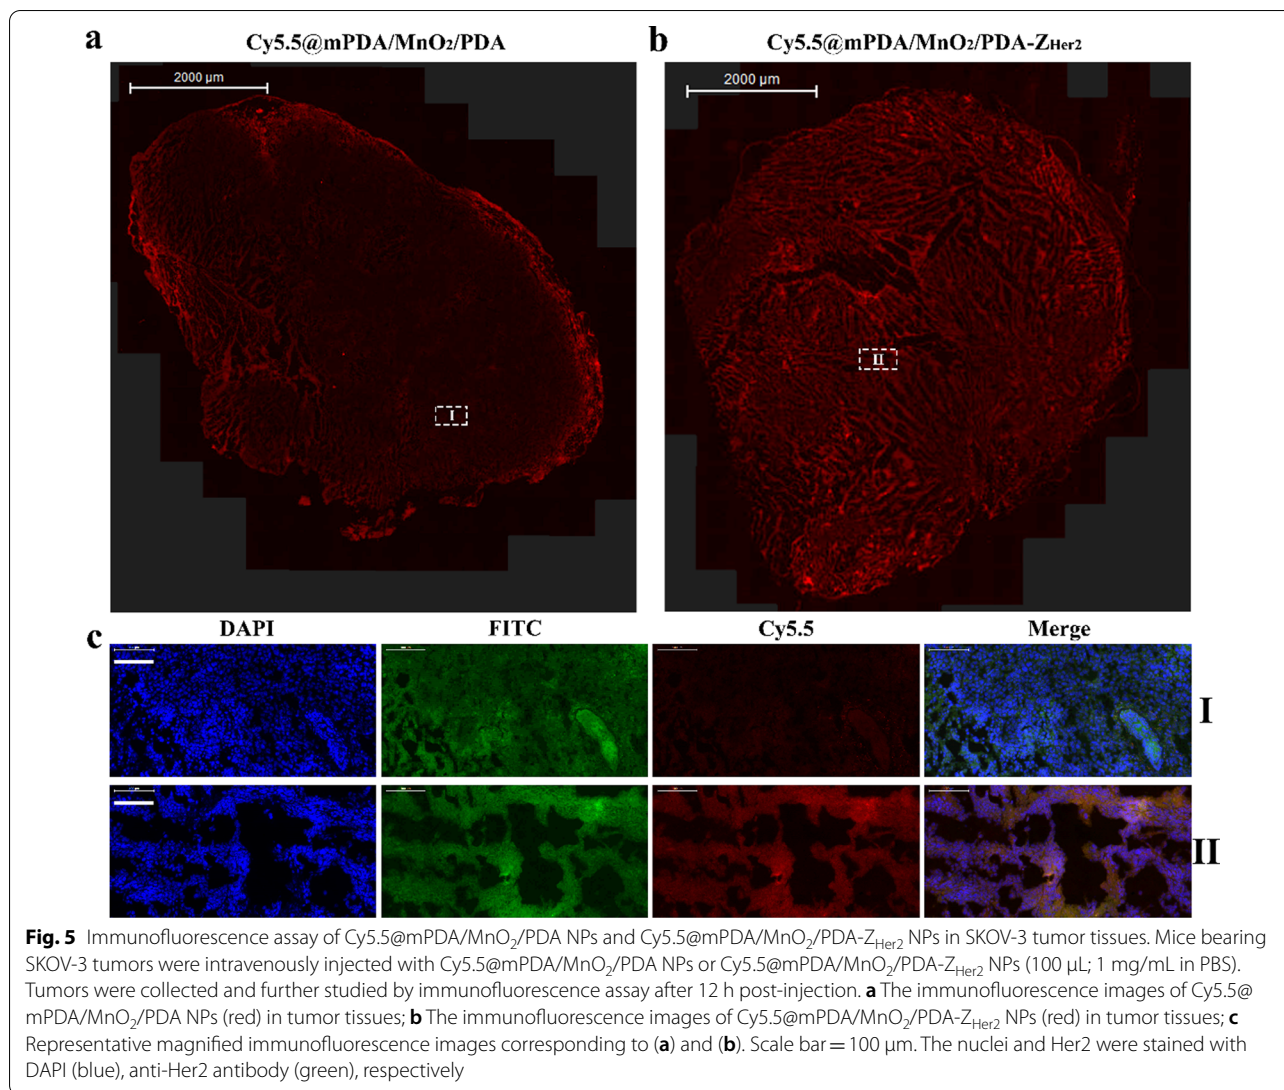 a
Cy5.5@mPDA/MnO2/PDA
b
Cy5.5@mPDA/MnO2/PDA-ZHer2
2000 µm
2000 µm
I
II
c
DAPI
FITC
Cy5.5
Merge
I
II
Fig. 5 Immunofluorescence assay of Cy5.5@mPDA/MnO2/PDA NPs and Cy5.5@mPDA/MnO2/PDA-ZHer2 NPs in SKOV-3 tumor tissues. Mice bearing
SKOV-3 tumors were intravenously injected with Cy5.5@mPDA/MnO2/PDA NPs or Cy5.5@mPDA/MnO2/PDA-ZHer2 NPs (100 µL; 1 mg/mL in PBS).
Tumors were collected and further studied by immunofluorescence assay after 12 h post-injection. a The immunofluorescence images of Cy5.5@
mPDA/MnO2/PDA NPs (red) in tumor tissues; b The immunofluorescence images of Cy5.5@mPDA/MnO2/PDA-ZHer2 NPs (red) in tumor tissues; c
Representative magnified immunofluorescence images corresponding to (a) and (b). Scale bar = 100 µm. The nuclei and Her2 were stained with
DAPI (blue), anti-Her2 antibody (green), respectively